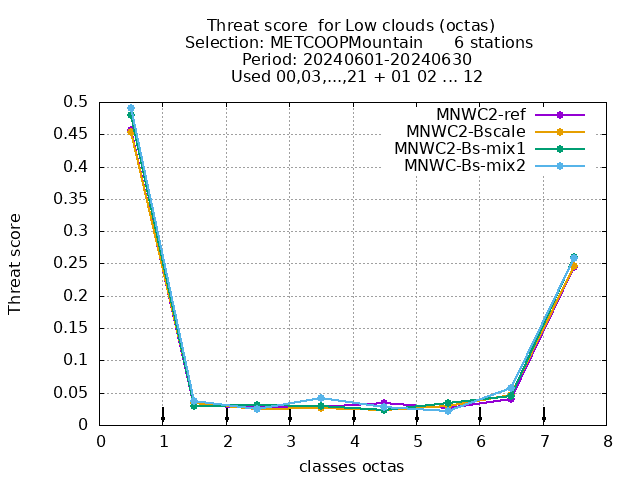 Threat score  for Low clouds (octas)
Selection: METCOOPMountain      6 stations
Period: 20240601-20240630
Used 00,03,...,21 + 01 02 ... 12
MNWC2-ref
MNWC2-Bscale
MNWC2-Bs-mix1
MNWC-Bs-mix2
0.5
0.45
0.4
0.35
0.3
0.25
0.2
0.15
0.1
0.05
0
Threat score
0 1 2 3 4 5 6 7 8
classes octas